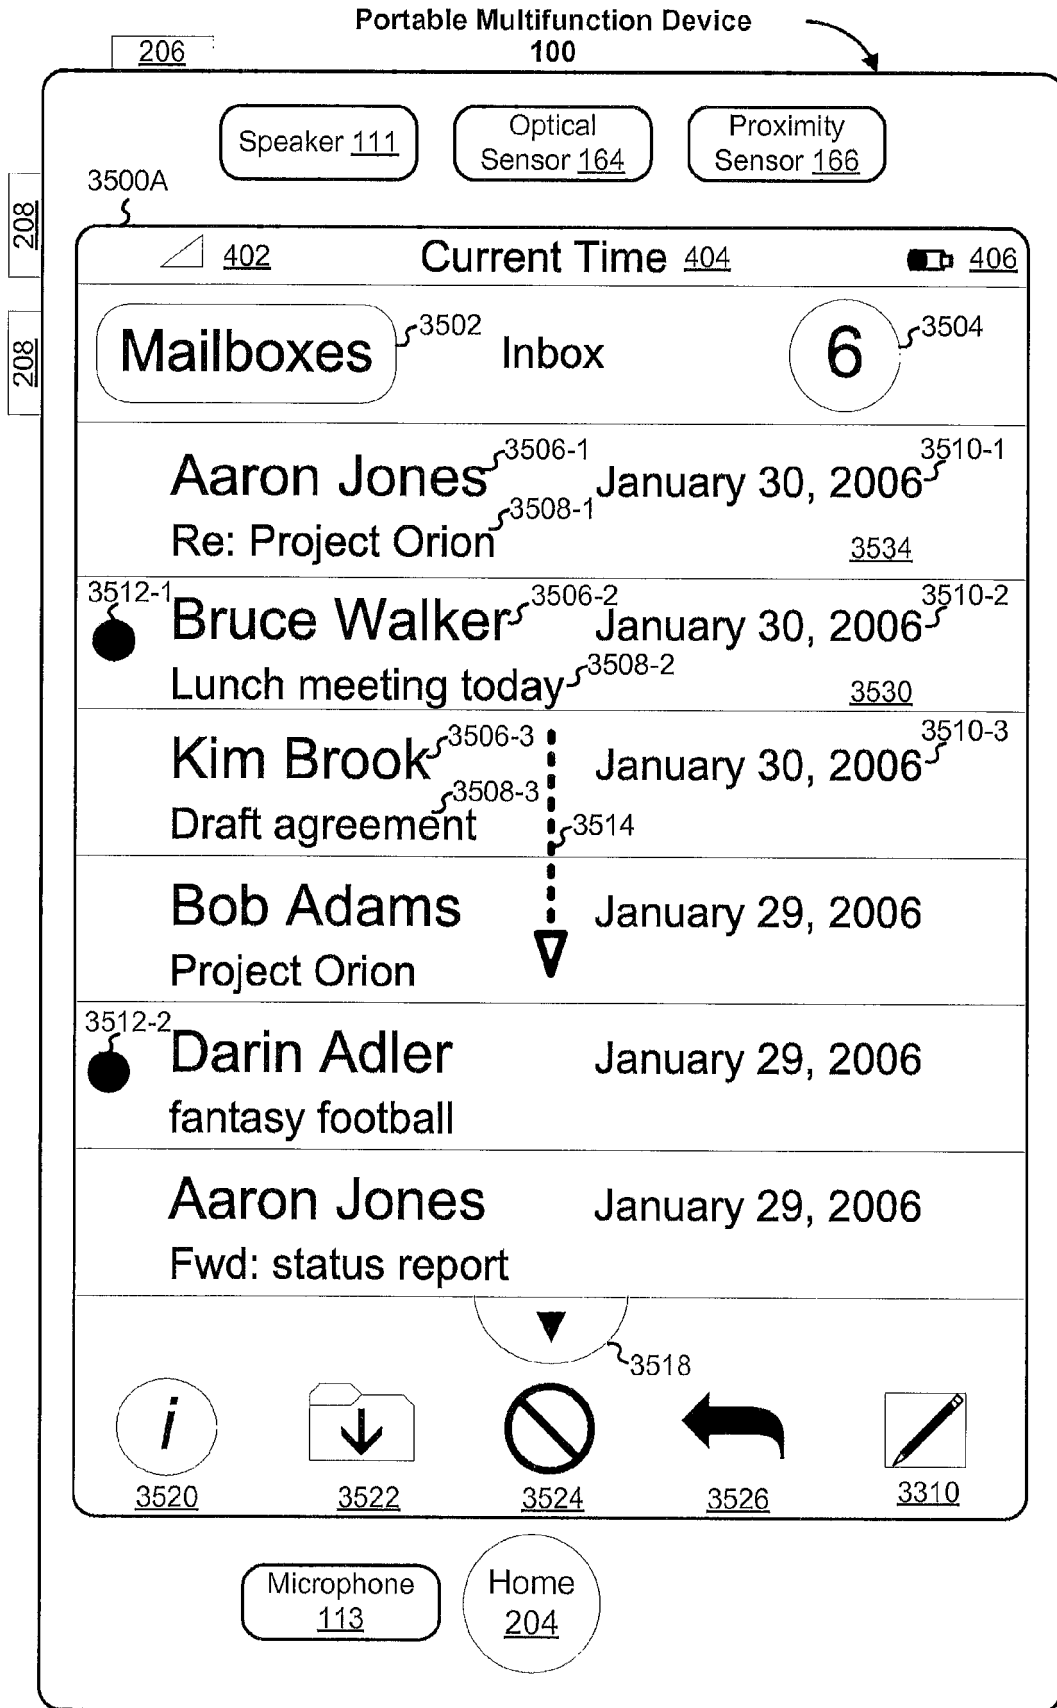 Portable Multifunction Device
100
206
Speaker 111
Optical
Sensor 164
Proximity
Sensor 166
3500A
208
208
402
Current Time 404
406
Mailboxes
3502
Inbox
6
3504
Aaron Jones
3506-1
January 30, 2006
3510-1
Re: Project Orion
3508-1
3534
3512-1
Bruce Walker
3506-2
January 30, 2006
3510-2
Lunch meeting today
3508-2
3530
Kim Brook
3506-3
January 30, 2006
3510-3
Draft agreement
3508-3
3514
Bob Adams
January 29, 2006
Project Orion
3512-2
Darin Adler
January 29, 2006
fantasy football
Aaron Jones
January 29, 2006
Fwd: status report
3518
i
3520
3522
3524
3526
3310
Microphone
113
Home
204